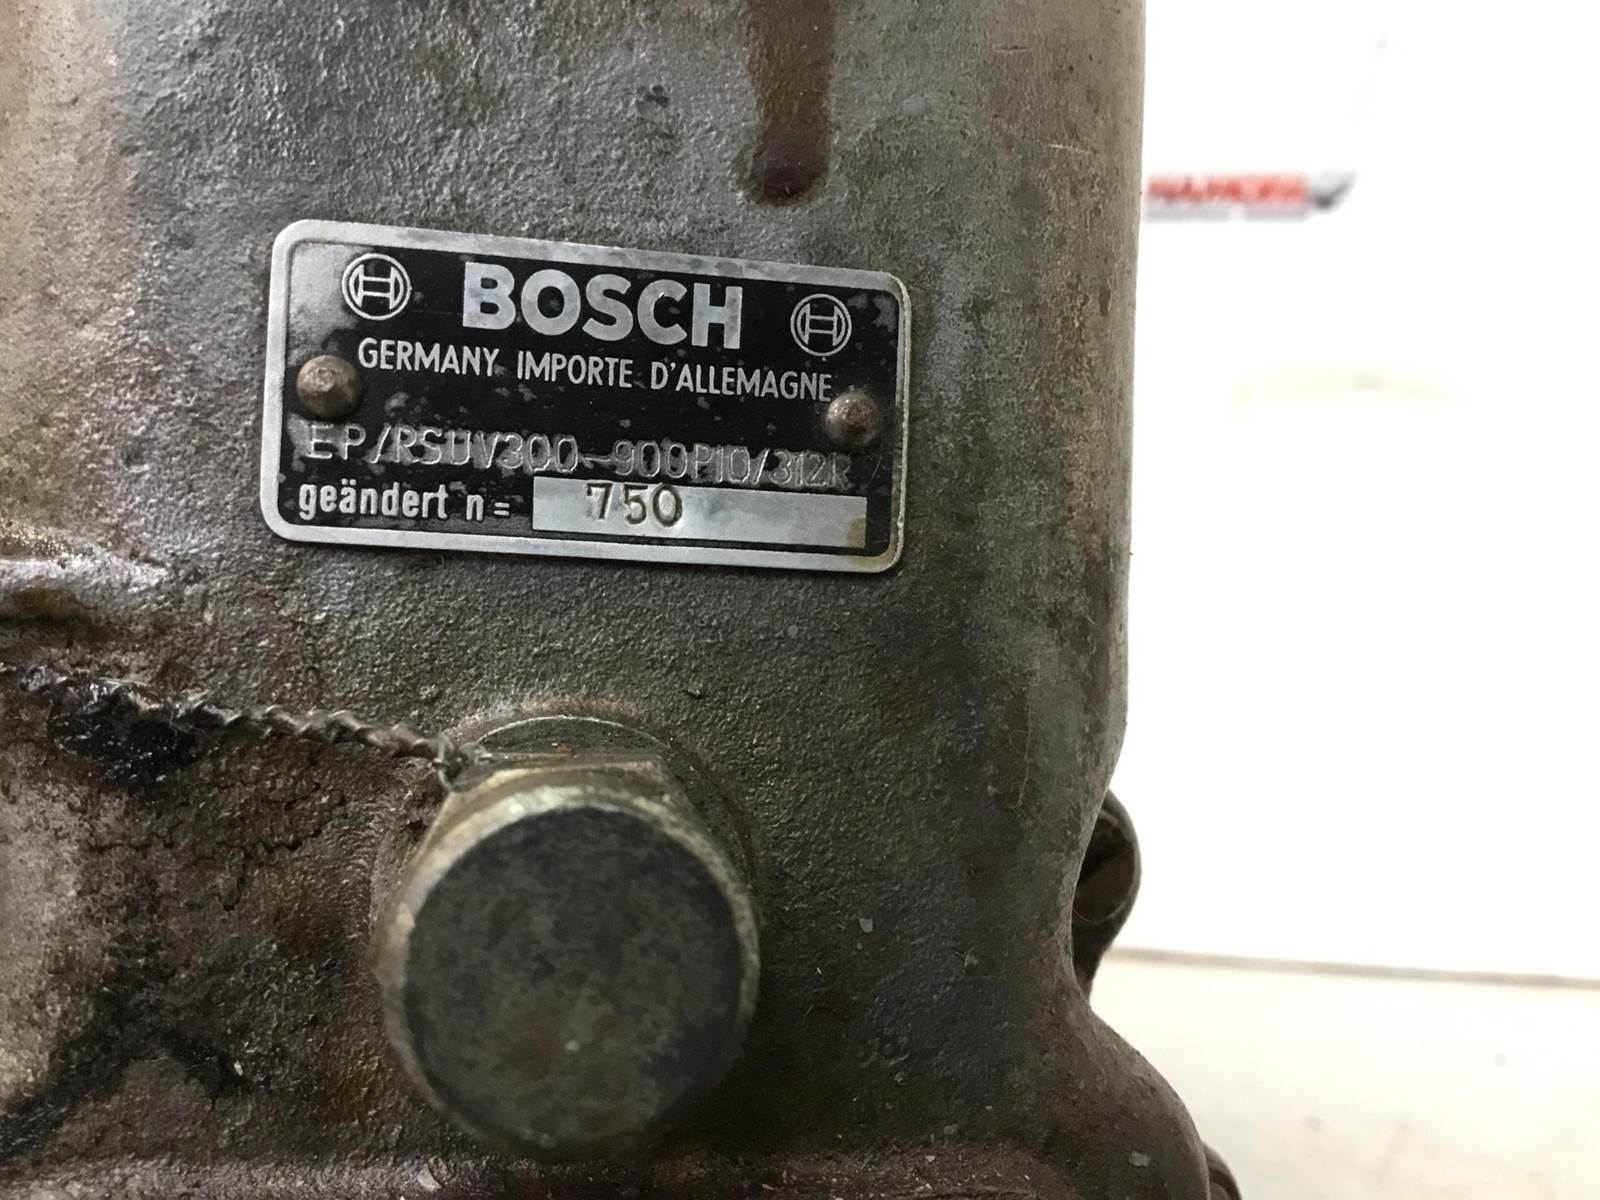 BOSCH
GERMANY IMPORTE D'ALLEMAGNE
EP/RSUV300-900P10/312R
geändert n = 750